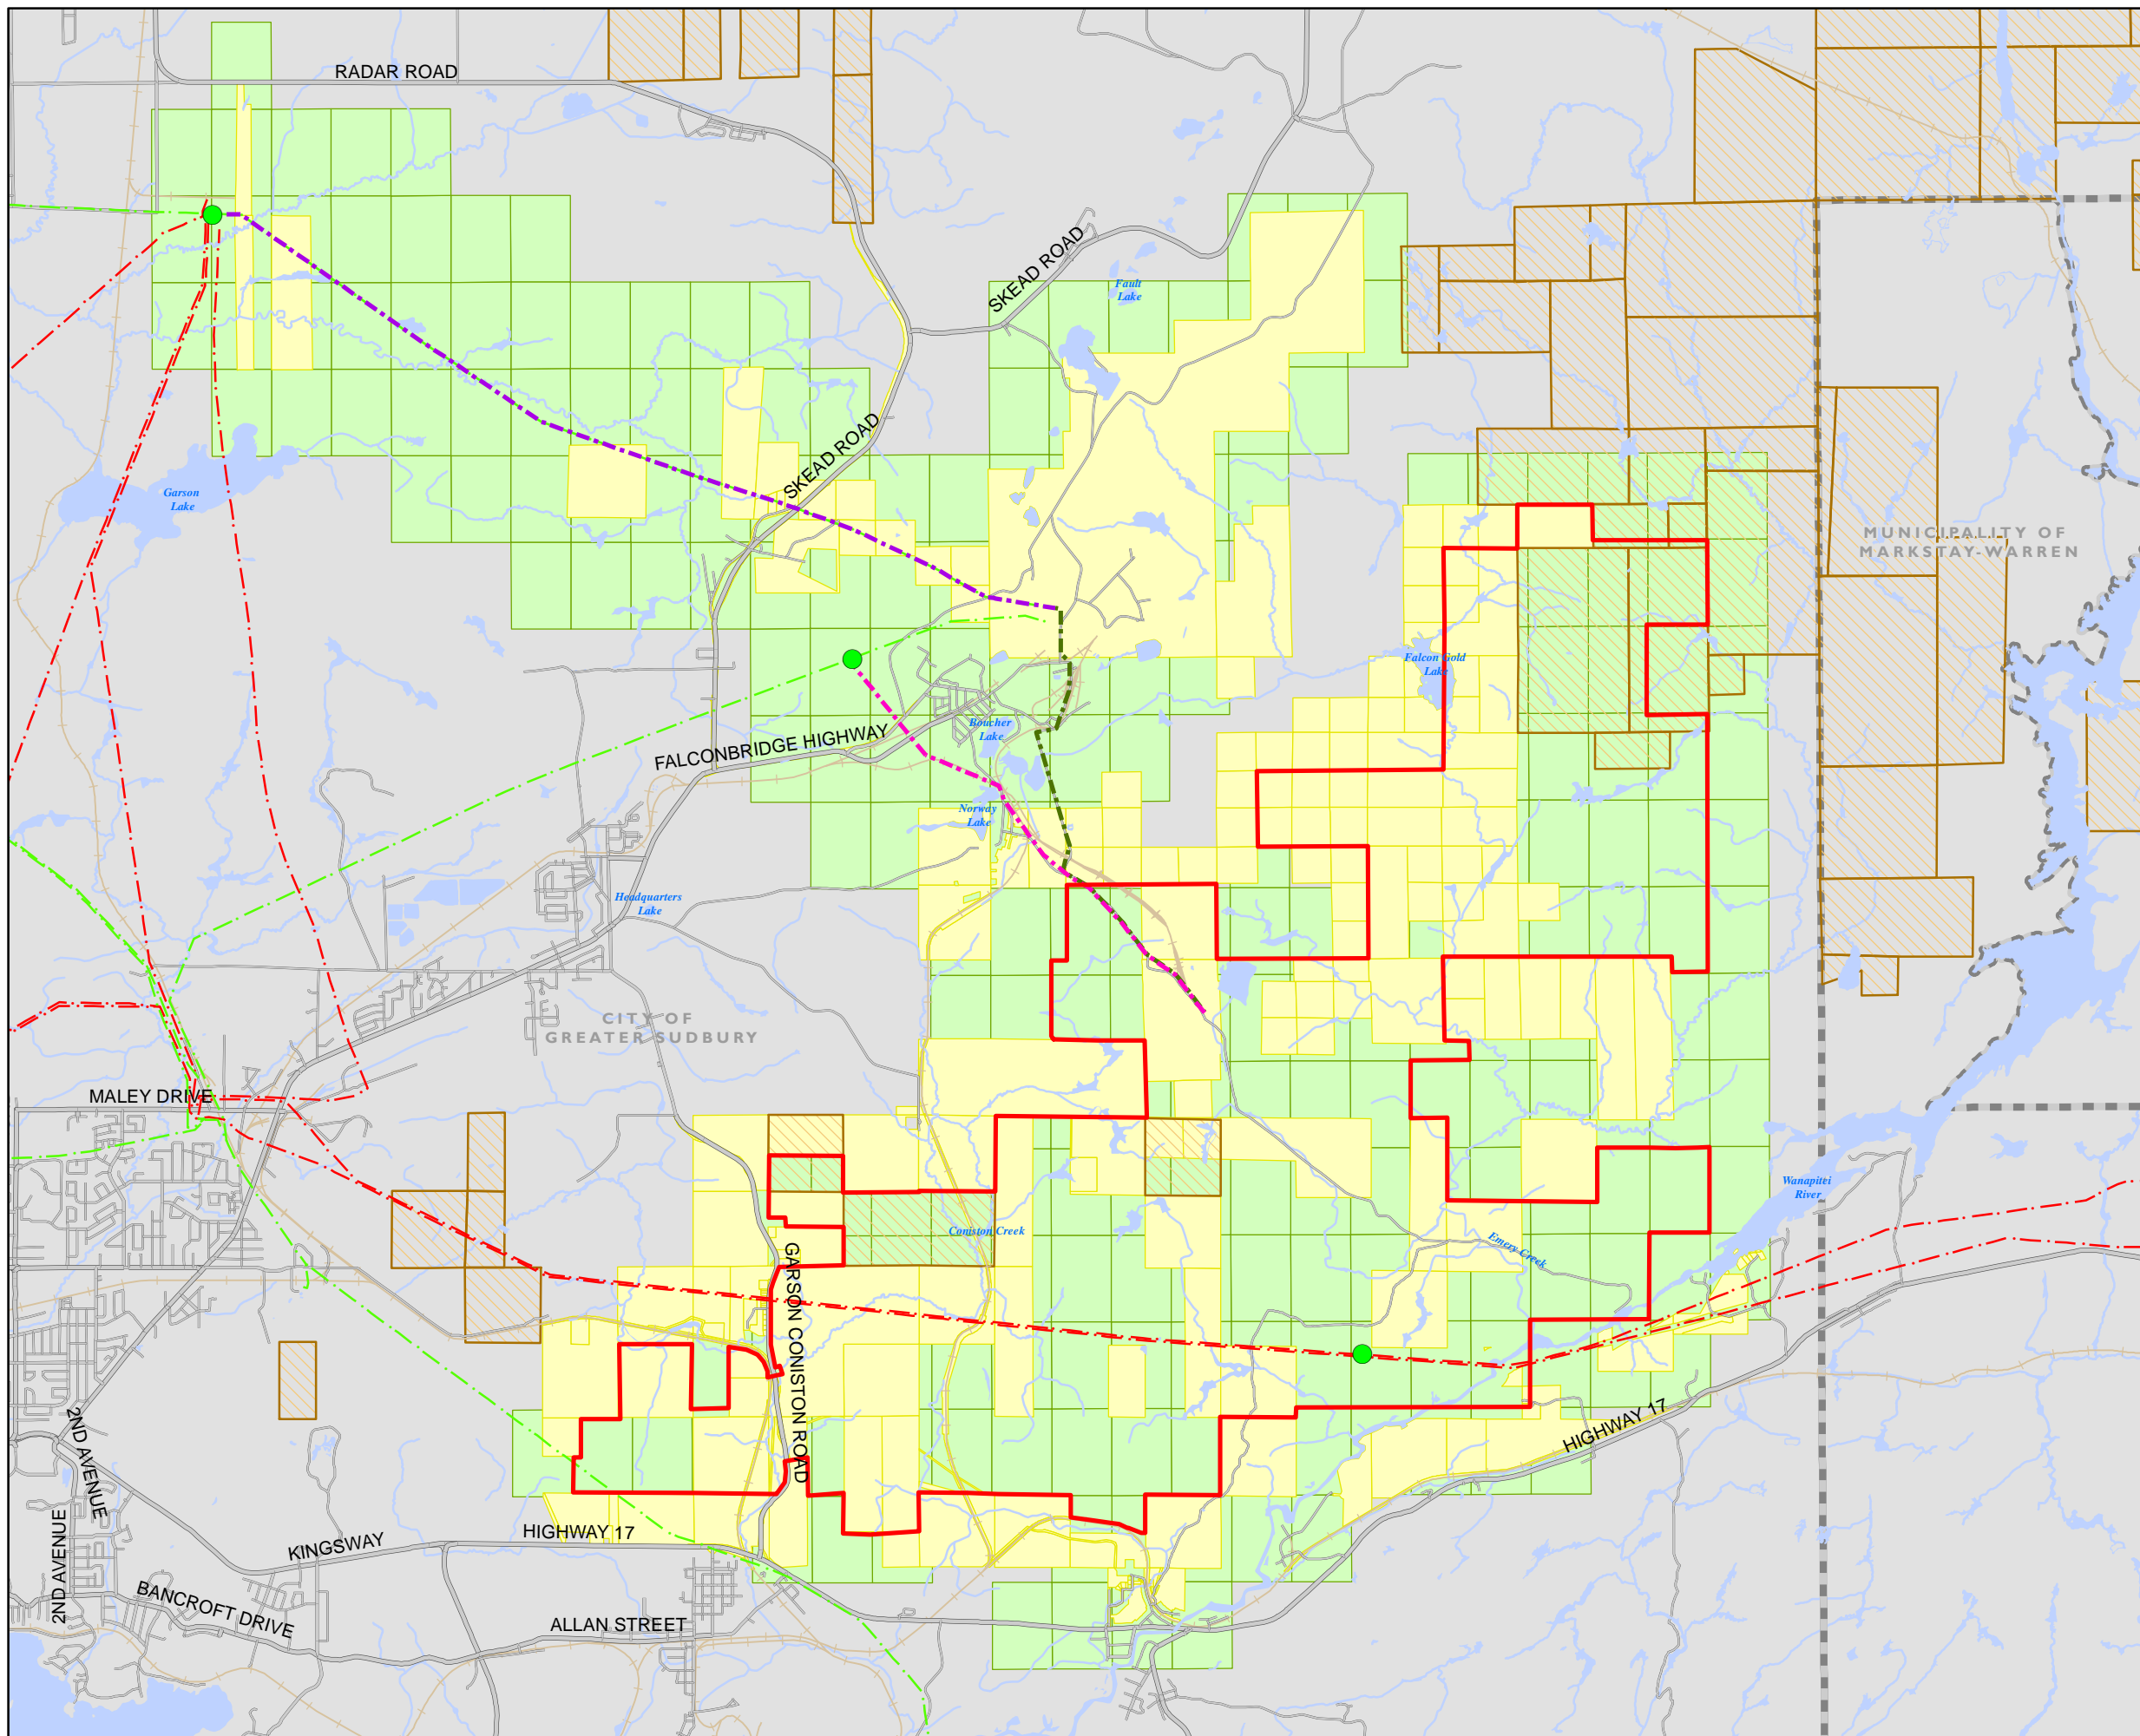 RADAR ROAD
SKEAD ROAD
Fault
Lake
SKEAD ROAD
Garson
Lake
MUNICIPALITY OF
MARKSTAY-WARREN
Falcon Gold
Lake
FALCONBRIDGE HIGHWAY
Boucher
Lake
Norway
Lake
Headquarters
Lake
CITY OF
GREATER SUDBURY
MALEY DRIVE
Wanapitei
River
Coniston Creek
Emery Creek
GARSON CONISTON ROAD
2ND AVENUE
HIGHWAY 17
2ND AVENUE
KINGSWAY
HIGHWAY 17
BANCROFT DRIVE
ALLAN STREET